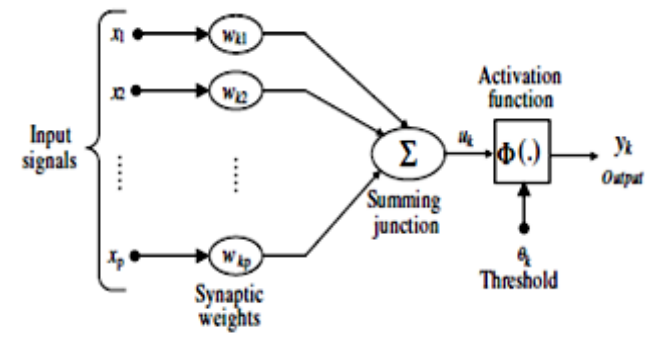 x1
wk1
x2
wk2
Input
signals
Σ
uk
Activation
function
Φ(.)
yk
Output
Summing
junction
θk
Threshold
xp
wkp
Synaptic
weights